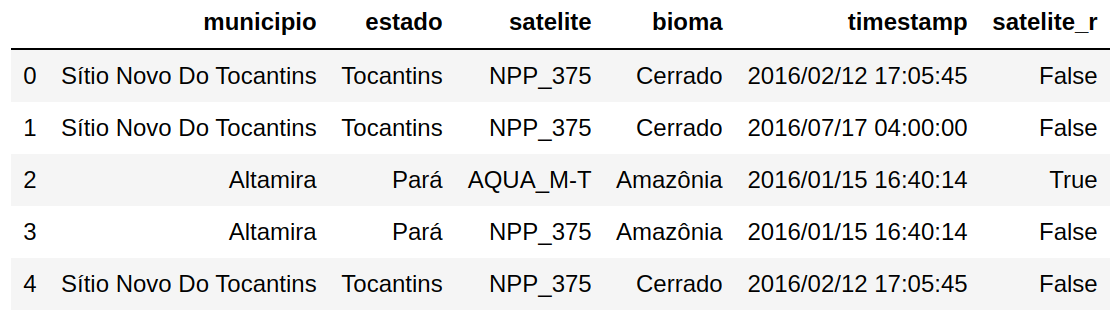 municipio estado satelite bioma timestamp satelite_r
0 Sítio Novo Do Tocantins Tocantins NPP_375 Cerrado 2016/02/12 17:05:45 False
1 Sítio Novo Do Tocantins Tocantins NPP_375 Cerrado 2016/07/17 04:00:00 False
2 Altamira Pará AQUA_M-T Amazônia 2016/01/15 16:40:14 True
3 Altamira Pará NPP_375 Amazônia 2016/01/15 16:40:14 False
4 Sítio Novo Do Tocantins Tocantins NPP_375 Cerrado 2016/02/12 17:05:45 False